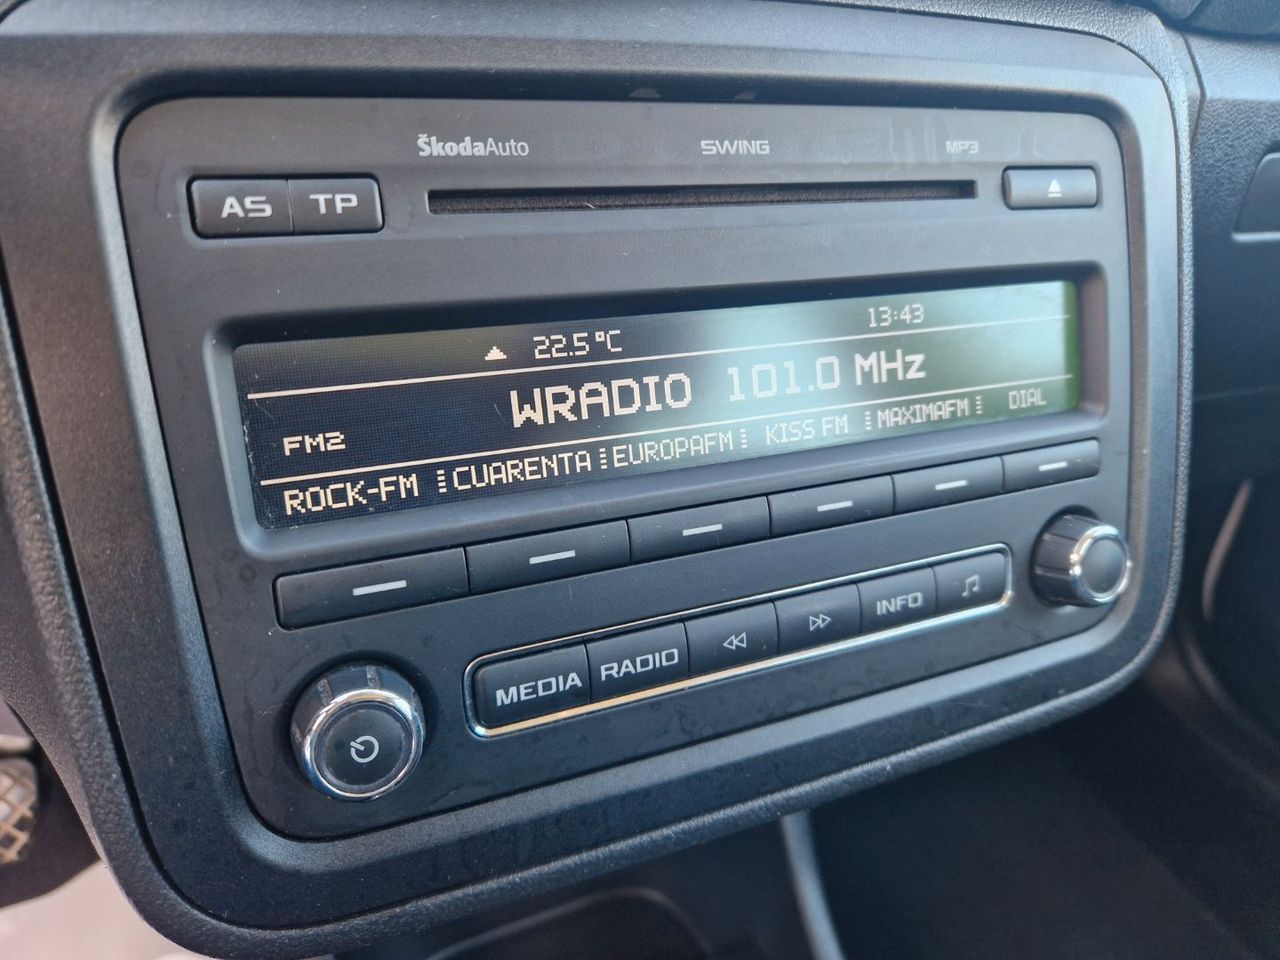 ŠkodaAuto SWING MP3
AS TP
22.5°C 13:43
WRADIO 101.0 MHz
FM2
ROCK-FM CUARENTA EUROPAFM KISS FM MAXIMAFM DIAL
MEDIA RADIO INFO